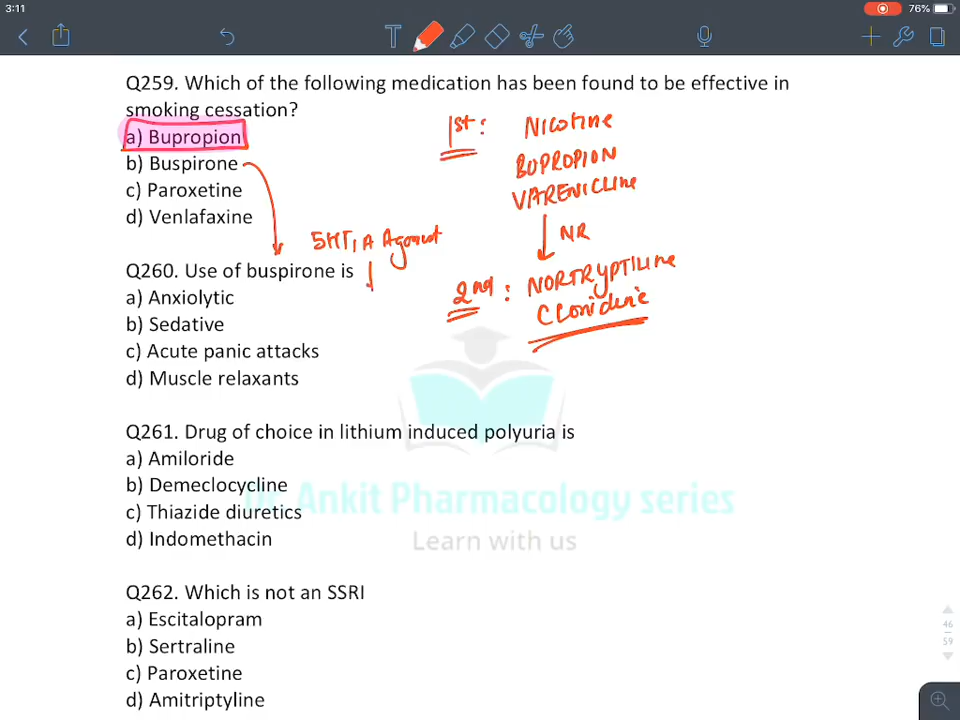 3:11
76%
Q259. Which of the following medication has been found to be effective in
smoking cessation?
a) Bupropion
b) Buspirone
c) Paroxetine
d) Venlafaxine
1st :
Nicotine
BUPROPION
VARENICLine
NR
2nd :
NORTRYPTILine
Clonidine
5HT1A Agonist
Q260. Use of buspirone is
a) Anxiolytic
b) Sedative
c) Acute panic attacks
d) Muscle relaxants
Q261. Drug of choice in lithium induced polyuria is
a) Amiloride
b) Demeclocycline
c) Thiazide diuretics
d) Indomethacin
Dr Ankit Pharmacology series
Learn with us
Q262. Which is not an SSRI
a) Escitalopram
b) Sertraline
c) Paroxetine
d) Amitriptyline
46
59